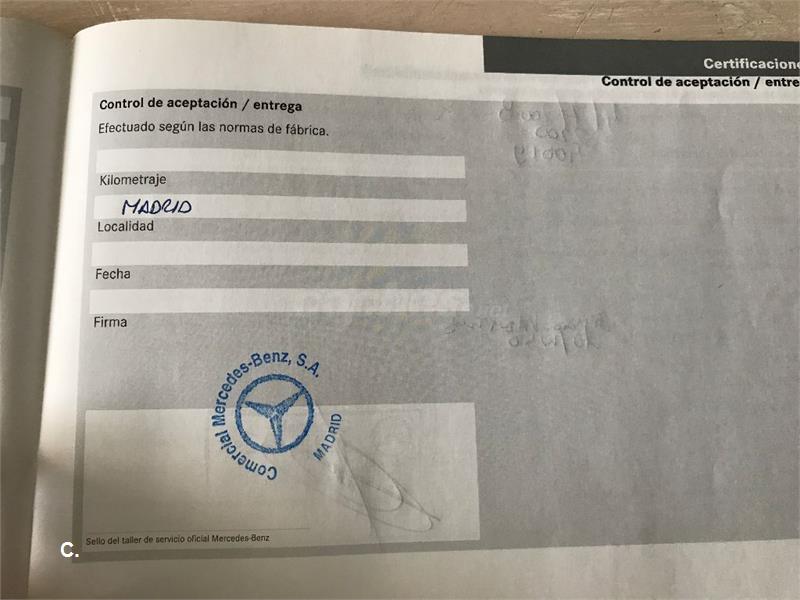 Certificacione
Control de aceptación / entre
Control de aceptación / entrega
Efectuado según las normas de fábrica.
Kilometraje
MADRID
Localidad
Fecha
Firma
Comercial Mercedes-Benz, S.A.
MADRID
Sello del taller de servicio oficial Mercedes-Benz
C.